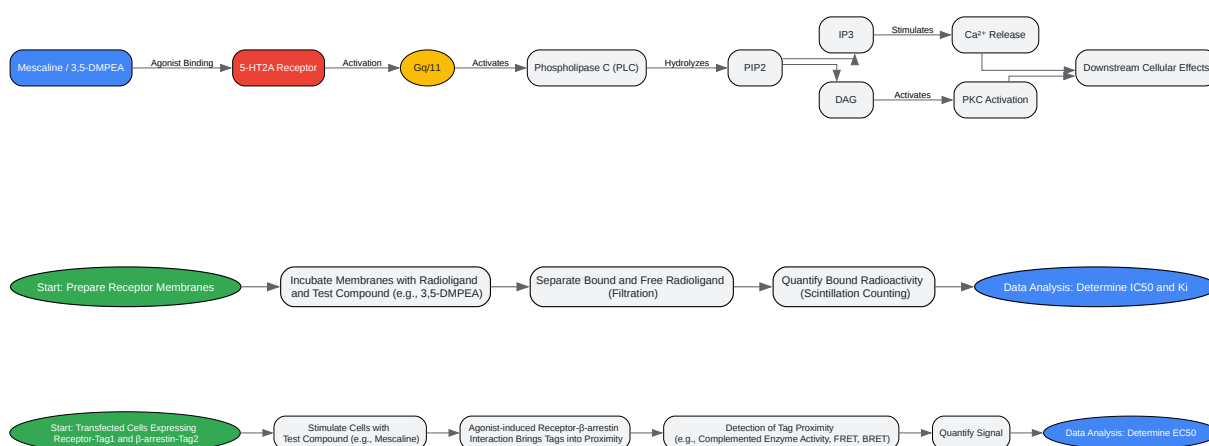 Mescaline / 3,5-DMPEA
Agonist Binding
5-HT2A Receptor
Activation
Gq/11
Activates
Phospholipase C (PLC)
Hydrolyzes
PIP2
IP3
Stimulates
Ca²⁺ Release
DAG
Activates
PKC Activation
Downstream Cellular Effects
Start: Prepare Receptor Membranes
Incubate Membranes with Radioligand
and Test Compound (e.g., 3,5-DMPEA)
Separate Bound and Free Radioligand
(Filtration)
Quantify Bound Radioactivity
(Scintillation Counting)
Data Analysis: Determine IC50 and Ki
Start: Transfected Cells Expressing
Receptor-Tag1 and β-arrestin-Tag2
Stimulate Cells with
Test Compound (e.g., Mescaline)
Agonist-induced Receptor-β-arrestin
Interaction Brings Tags into Proximity
Detection of Tag Proximity
(e.g., Complemented Enzyme Activity, FRET, BRET)
Quantify Signal
Data Analysis: Determine EC50